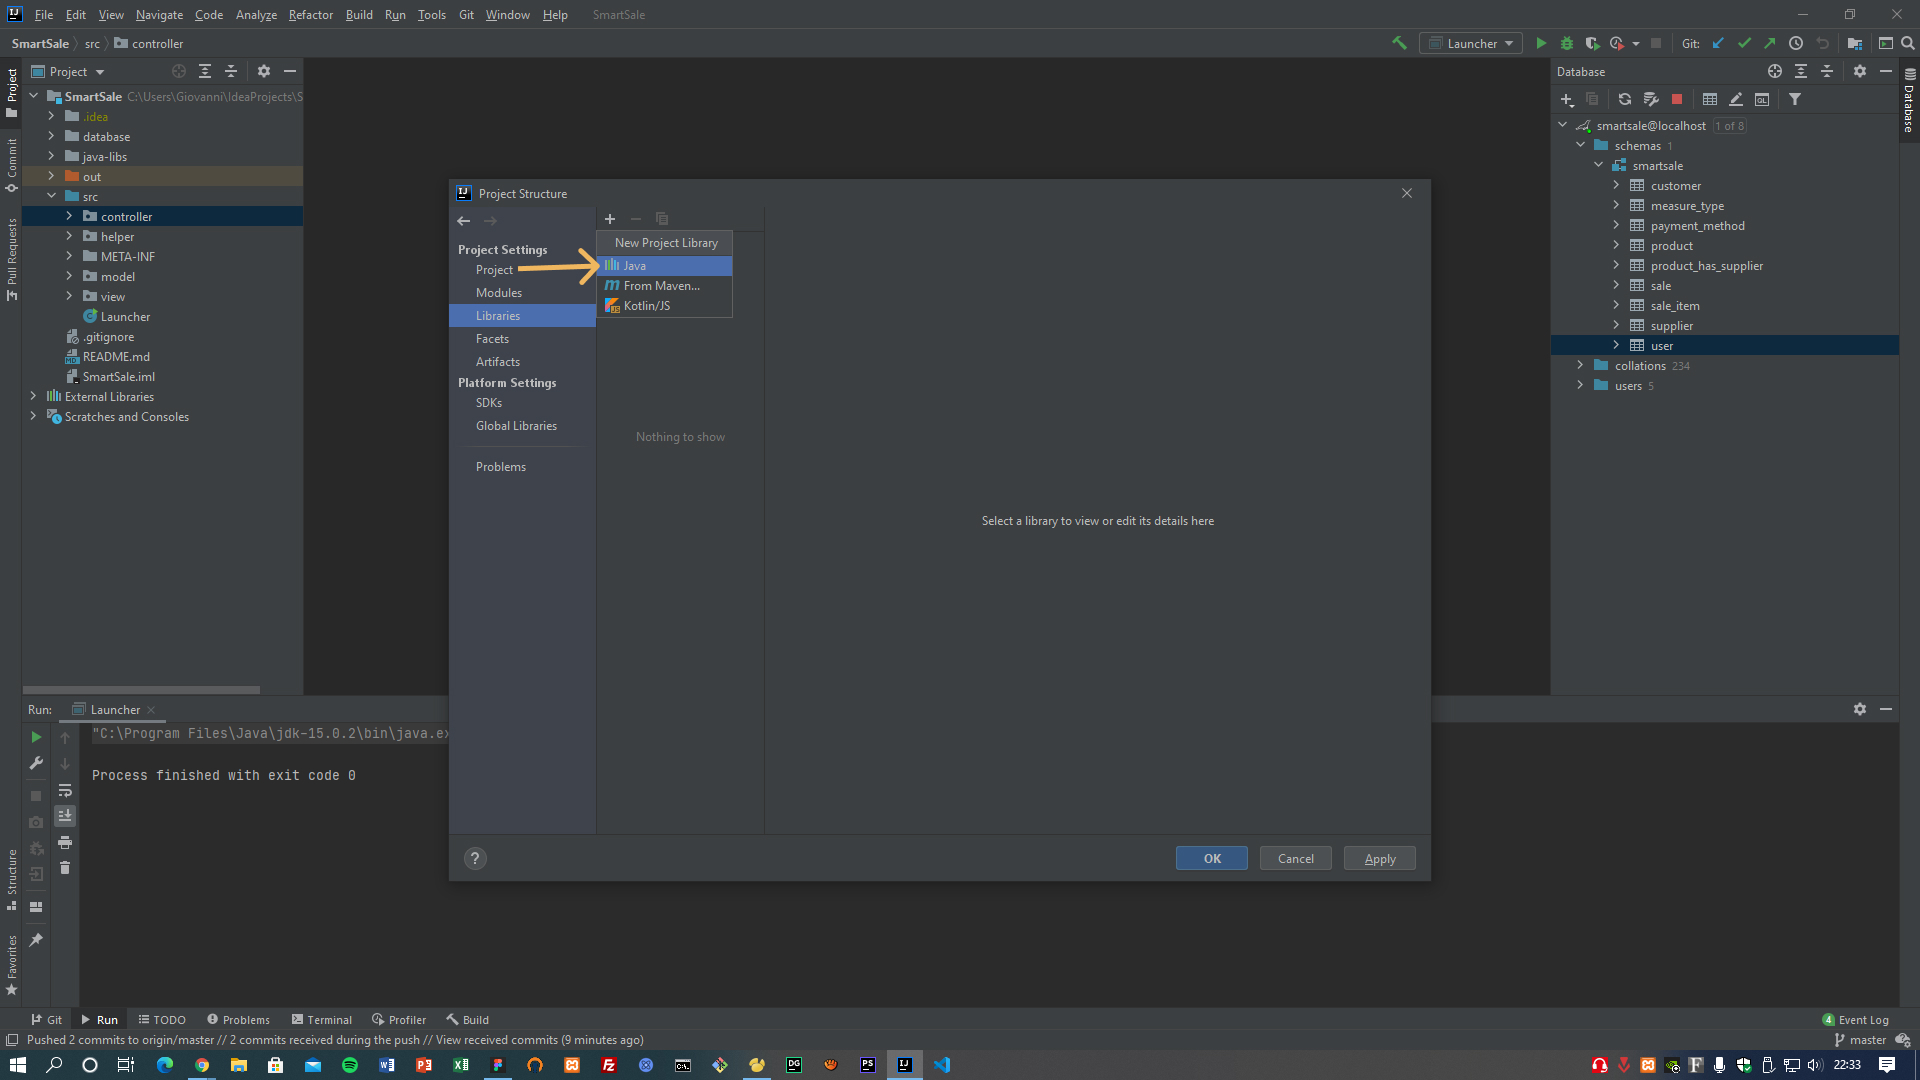 File Edit View Navigate Code Analyze Refactor Build Run Tools Git Window Help SmartSale
SmartSale src controller
Launcher
Git:
Project
SmartSale C:\Users\Giovanni\IdeaProjects\S
.idea
database
java-libs
out
src
controller
helper
META-INF
model
view
Launcher
.gitignore
README.md
SmartSale.iml
External Libraries
Scratches and Consoles
Project
Commit
Pull Requests
Structure
Favorites
Project Structure
Project Settings
Project
Modules
Libraries
Facets
Artifacts
Platform Settings
SDKs
Global Libraries
Problems
New Project Library
Java
From Maven...
Kotlin/JS
Nothing to show
Select a library to view or edit its details here
?
OK Cancel Apply
Database
smartsale@localhost 1 of 8
schemas 1
smartsale
customer
measure_type
payment_method
product
product_has_supplier
sale
sale_item
supplier
user
collations 234
users 5
Database
Run: Launcher
"C:\Program Files\Java\jdk-15.0.2\bin\java.ex
Process finished with exit code 0
Git Run TODO Problems Terminal Profiler Build
4 Event Log
Pushed 2 commits to origin/master // 2 commits received during the push // View received commits (9 minutes ago)
master
22:33